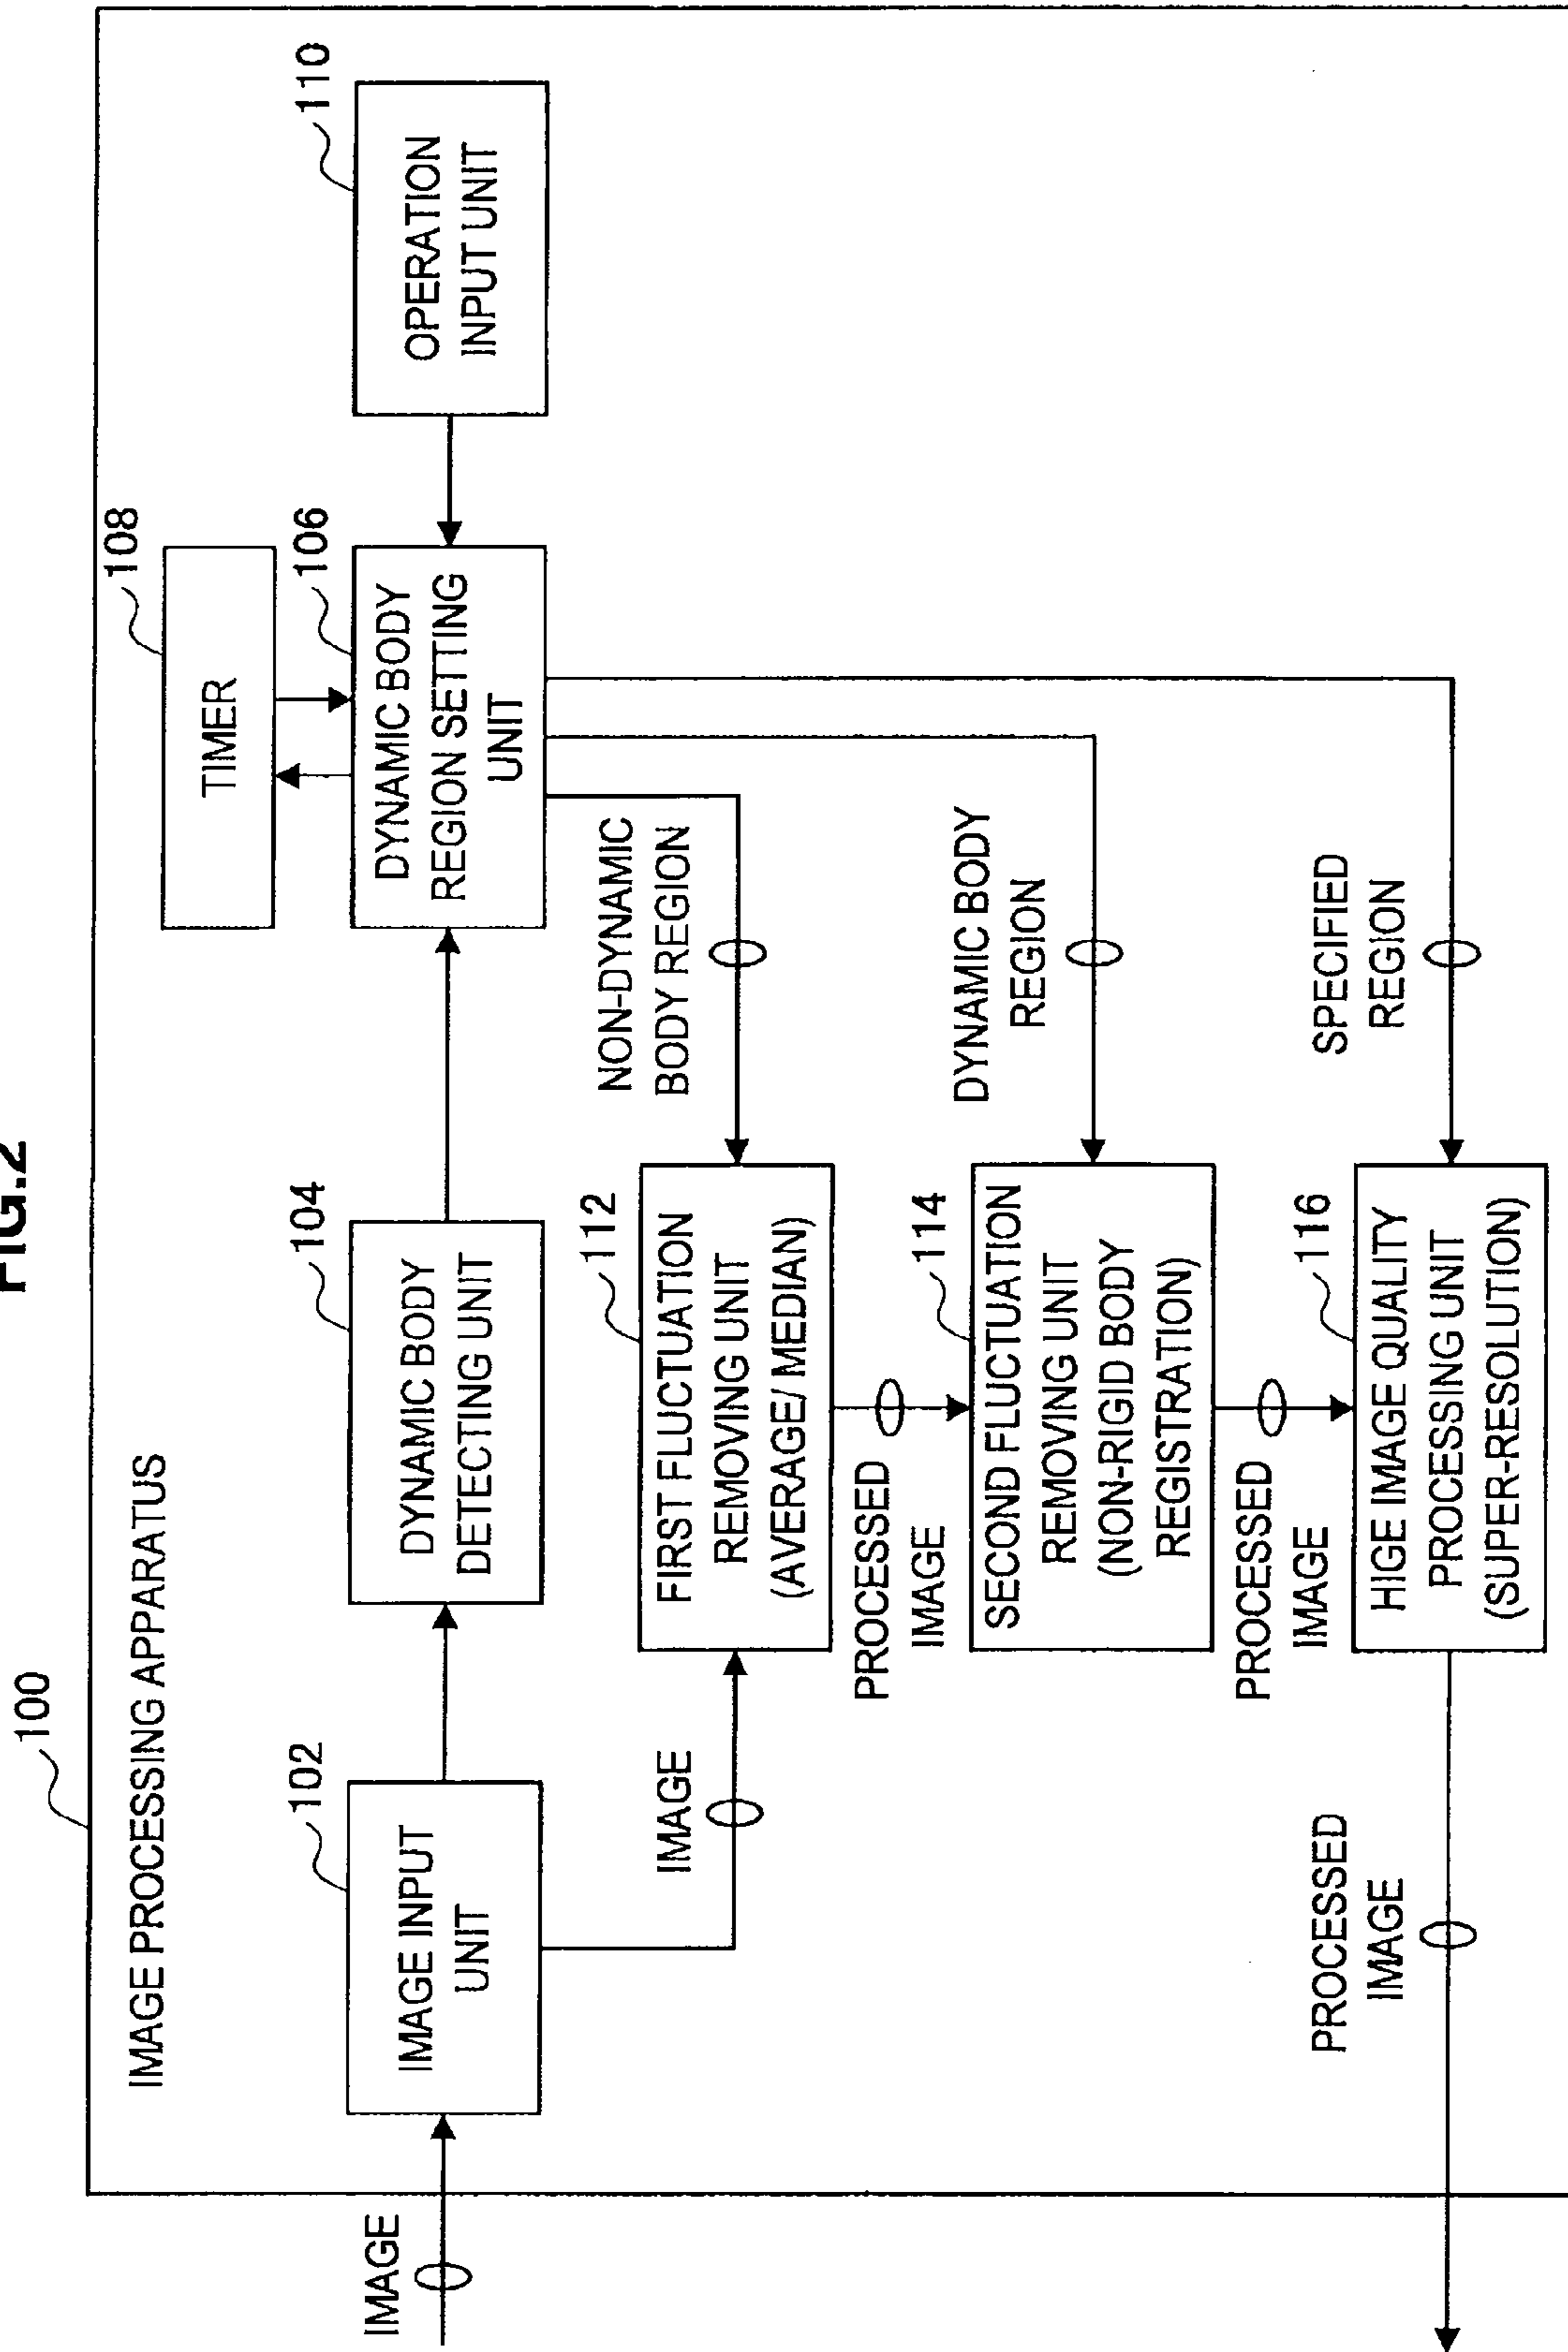 FIG.2
100
IMAGE PROCESSING APPARATUS
108
TIMER
IMAGE
102
IMAGE INPUT
UNIT
104
DYNAMIC BODY
DETECTING UNIT
106
DYNAMIC BODY
REGION SETTING
UNIT
110
OPERATION
INPUT UNIT
IMAGE
112
FIRST FLUCTUATION
REMOVING UNIT
(AVERAGE/ MEDIAN)
NON-DYNAMIC
BODY REGION
PROCESSED
IMAGE
114
SECOND FLUCTUATION
REMOVING UNIT
(NON-RIGID BODY
REGISTRATION)
DYNAMIC BODY
REGION
PROCESSED
IMAGE
116
HIGE IMAGE QUALITY
PROCESSING UNIT
(SUPER-RESOLUTION)
SPECIFIED
REGION
PROCESSED
IMAGE